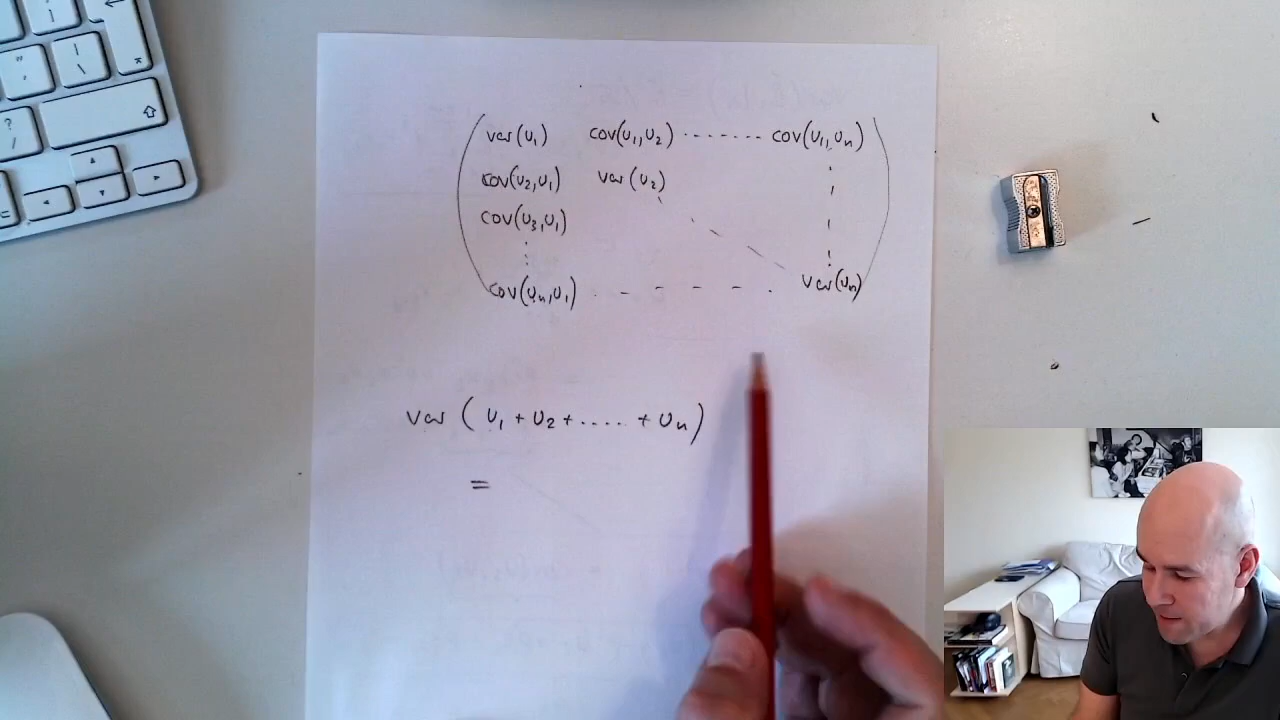 var(U₁) cov(U₁,U₂) ------- cov(U₁,Uₙ)
cov(U₂,U₁) var(U₂)
cov(U₃,U₁)
cov(Uₙ,U₁) . - - - - . var(Uₙ)
var (U₁ + U₂ + ..... + Uₙ)
=